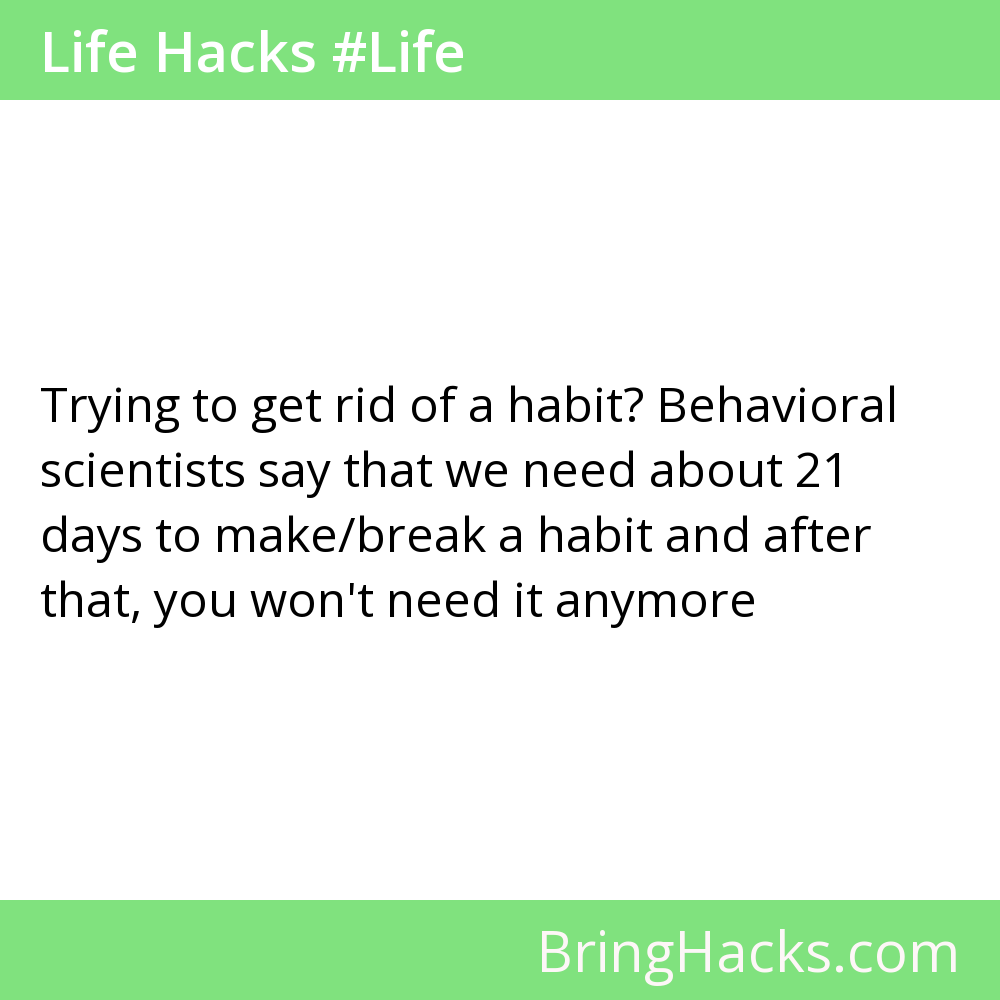 Life Hacks #Life
Trying to get rid of a habit? Behavioral
scientists say that we need about 21
days to make/break a habit and after
that, you won't need it anymore
BringHacks.com